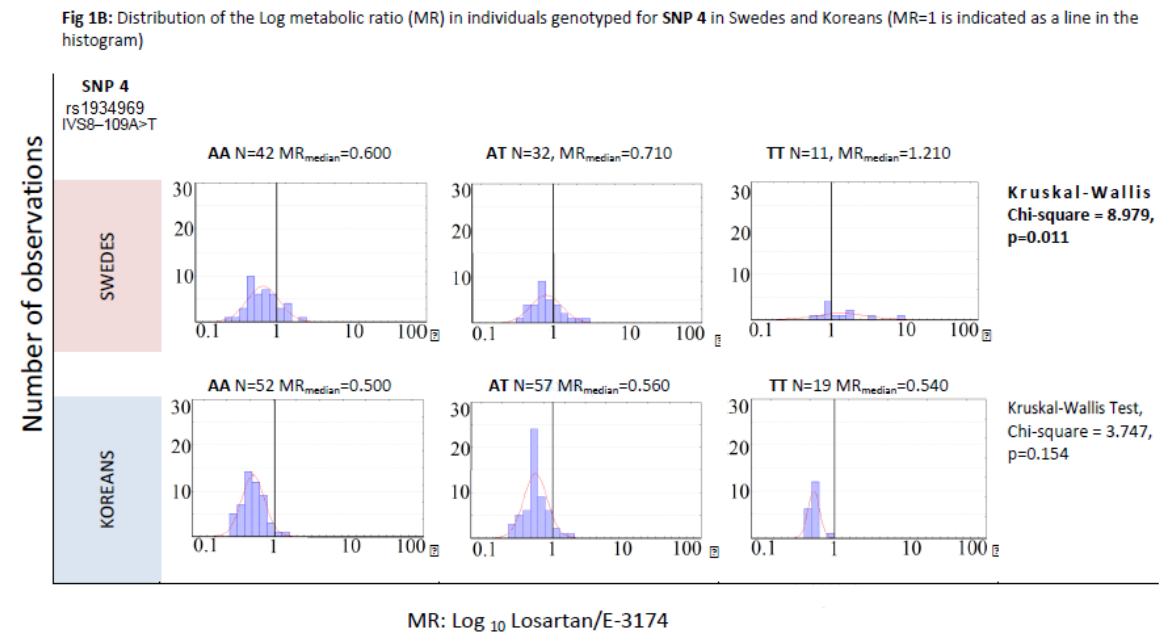 Fig 1B: Distribution of the Log metabolic ratio (MR) in individuals genotyped for SNP 4 in Swedes and Koreans (MR=1 is indicated as a line in the
histogram)
SNP 4
rs1934969
IVS8–109A>T
Number of observations
AA N=42 MRmedian=0.600
AT N=32, MRmedian=0.710
TT N=11, MRmedian=1.210
SWEDES
30
20
10
0.1 1 10 100
30
20
10
0.1 1 10 100
30
20
10
0.1 1 10 100
Kruskal-Wallis
Chi-square = 8.979,
p=0.011
AA N=52 MRmedian=0.500
AT N=57 MRmedian=0.560
TT N=19 MRmedian=0.540
KOREANS
30
20
10
0.1 1 10 100
30
20
10
0.1 1 10 100
30
20
10
0.1 1 10 100
Kruskal-Wallis Test,
Chi-square = 3.747,
p=0.154
MR: Log 10 Losartan/E-3174